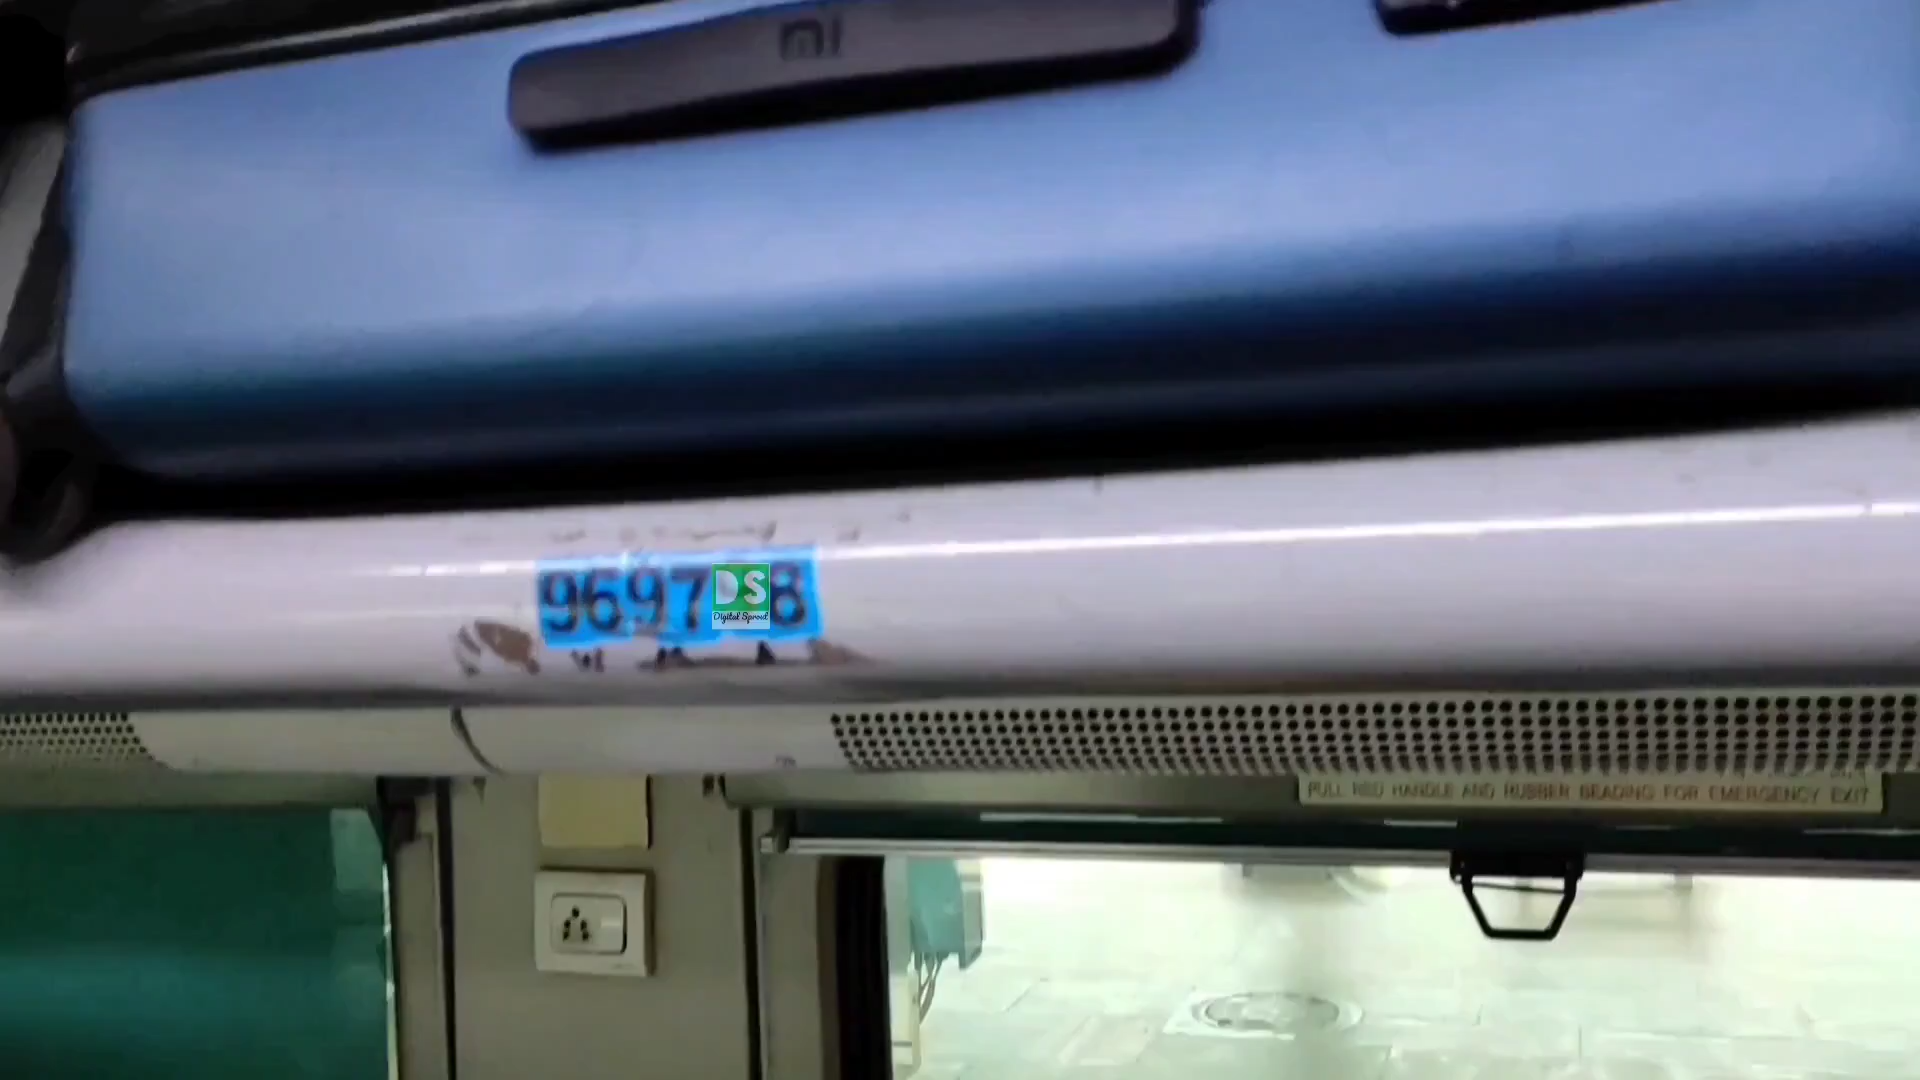 mi
9697
DS
8
Digital Sprout
PULL RED HANDLE AND RUBBER BEADING FOR EMERGENCY EXIT